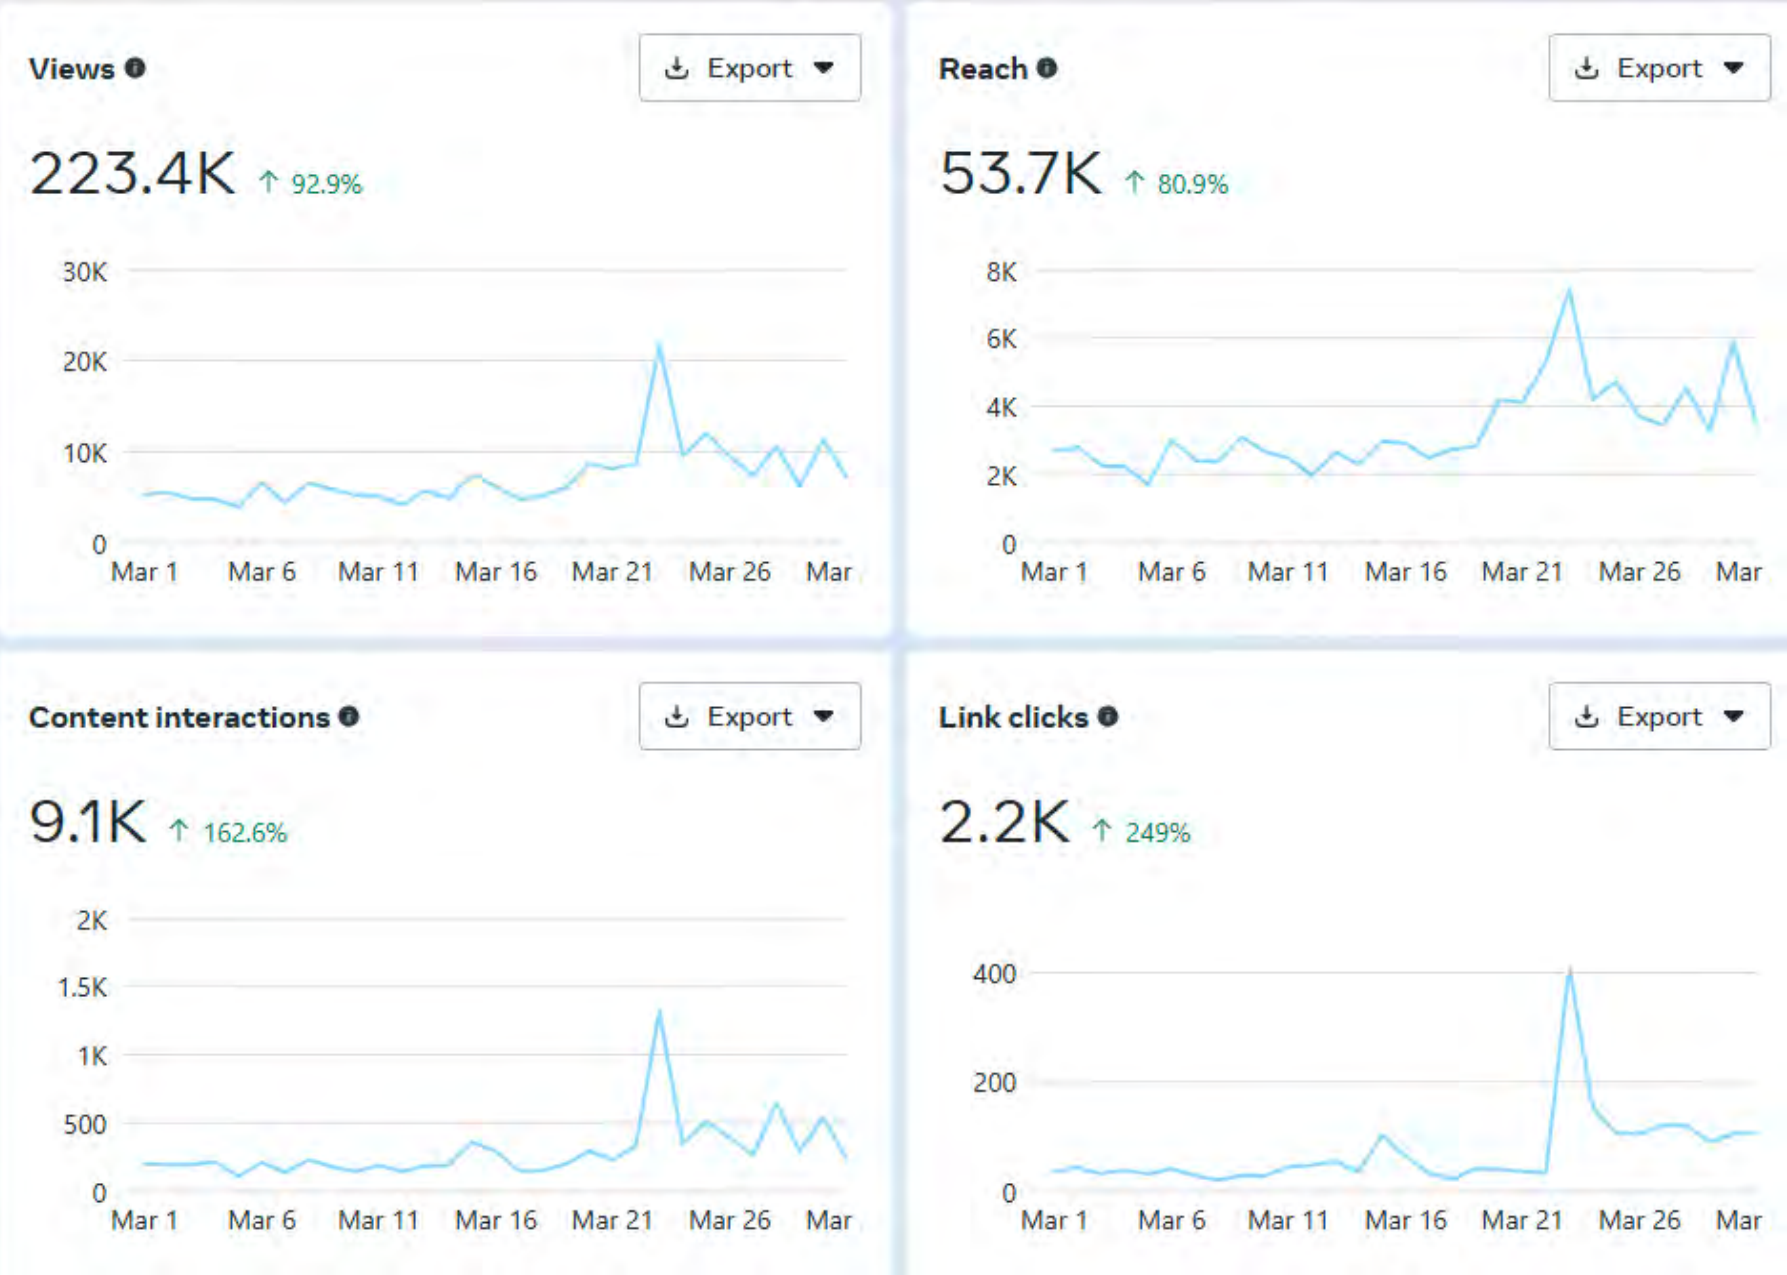 Views
Export
223.4K ↑ 92.9%
30K
20K
10K
0
Mar 1 Mar 6 Mar 11 Mar 16 Mar 21 Mar 26 Mar
Reach
Export
53.7K ↑ 80.9%
8K
6K
4K
2K
0
Mar 1 Mar 6 Mar 11 Mar 16 Mar 21 Mar 26 Mar
Content interactions
Export
9.1K ↑ 162.6%
2K
1.5K
1K
500
0
Mar 1 Mar 6 Mar 11 Mar 16 Mar 21 Mar 26 Mar
Link clicks
Export
2.2K ↑ 249%
400
200
0
Mar 1 Mar 6 Mar 11 Mar 16 Mar 21 Mar 26 Mar